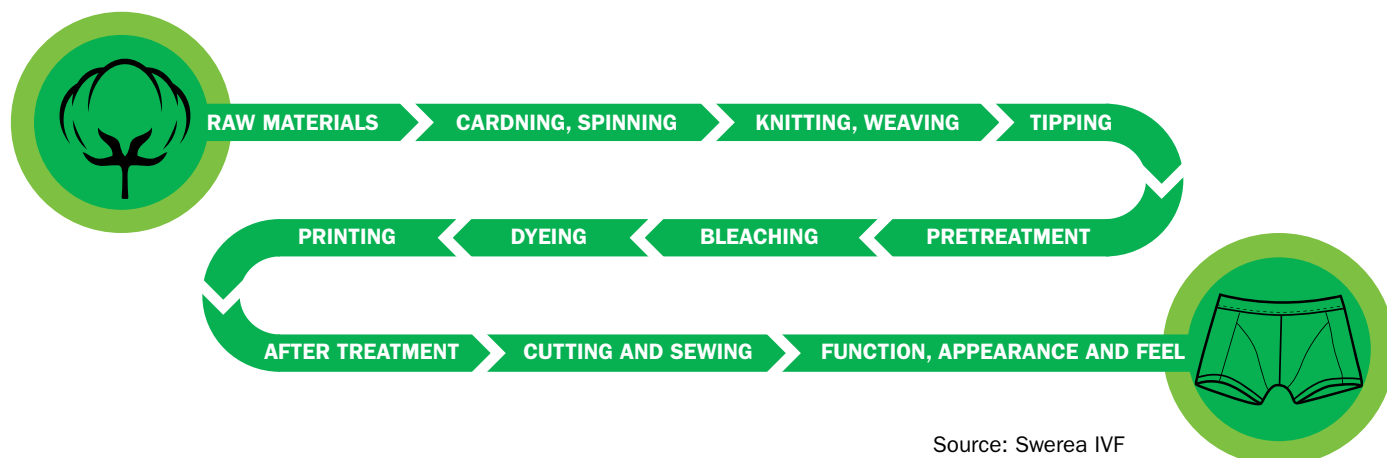 RAW MATERIALS CARDNING, SPINNING KNITTING, WEAVING TIPPING
PRETREATMENT
BLEACHING
DYEING
PRINTING
AFTER TREATMENT CUTTING AND SEWING FUNCTION, APPEARANCE AND FEEL
Source: Swerea IVF